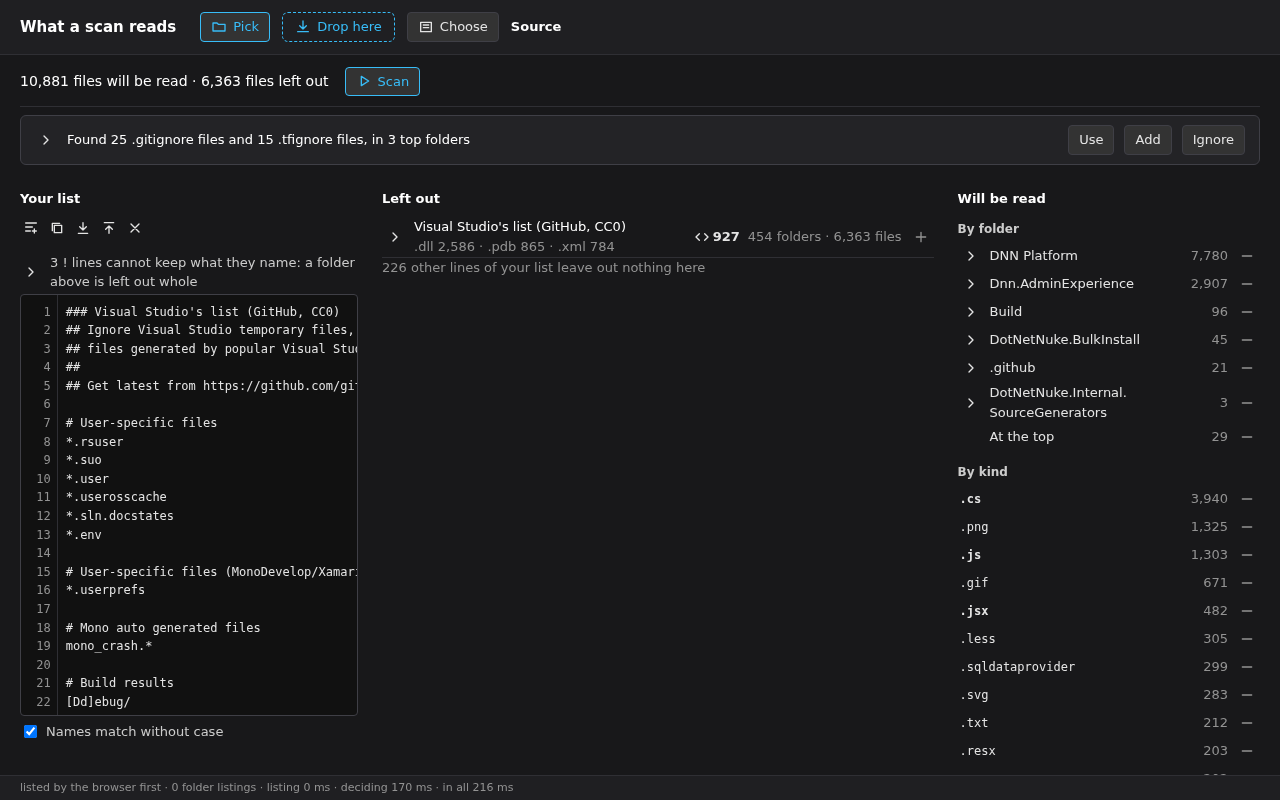 What a scan reads
Pick
Drop here
Choose
Source
10,881 files will be read · 6,363 files left out
Scan
Found 25 .gitignore files and 15 .tfignore files, in 3 top folders
Use
Add
Ignore
Your list
3 ! lines cannot keep what they name: a folder
above is left out whole
1 ### Visual Studio's list (GitHub, CC0)
2 ## Ignore Visual Studio temporary files,
3 ## files generated by popular Visual Stud
4 ##
5 ## Get latest from https://github.com/git
6
7 # User-specific files
8 *.rsuser
9 *.suo
10 *.user
11 *.userosscache
12 *.sln.docstates
13 *.env
14
15 # User-specific files (MonoDevelop/Xamari
16 *.userprefs
17
18 # Mono auto generated files
19 mono_crash.*
20
21 # Build results
22 [Dd]ebug/
Names match without case
Left out
Visual Studio's list (GitHub, CC0)
.dll 2,586 · .pdb 865 · .xml 784
927 454 folders · 6,363 files
226 other lines of your list leave out nothing here
Will be read
By folder
DNN Platform 7,780
Dnn.AdminExperience 2,907
Build 96
DotNetNuke.BulkInstall 45
.github 21
DotNetNuke.Internal.
SourceGenerators 3
At the top 29
By kind
.cs 3,940
.png 1,325
.js 1,303
.gif 671
.jsx 482
.less 305
.sqldataprovider 299
.svg 283
.txt 212
.resx 203
listed by the browser first · 0 folder listings · listing 0 ms · deciding 170 ms · in all 216 ms